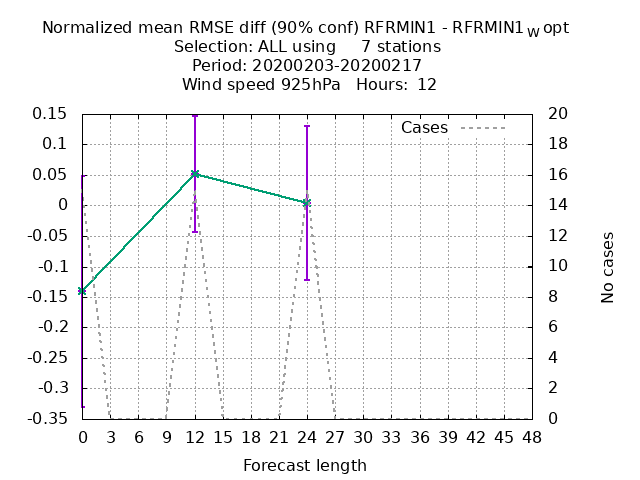 Normalized mean RMSE diff (90% conf) RFRMIN1 - RFRMIN1w opt
Selection: ALL using 7 stations
Period: 20200203-20200217
Wind speed 925hPa Hours: 12
0.15
0.1
0.05
0
-0.05
-0.1
-0.15
-0.2
-0.25
-0.3
-0.35
Cases
20
18
16
14
12
10
8
6
4
2
0
No cases
0 3 6 9 12 15 18 21 24 27 30 33 36 39 42 45 48
Forecast length